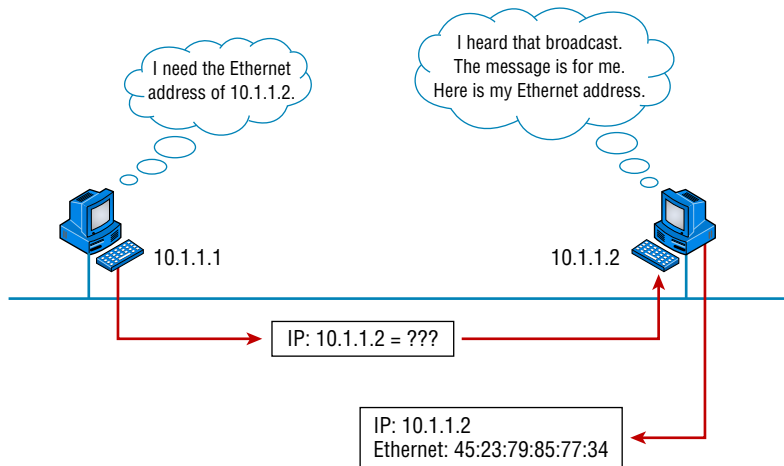 I need the Ethernet
address of 10.1.1.2.
I heard that broadcast.
The message is for me.
Here is my Ethernet address.
10.1.1.1
10.1.1.2
IP: 10.1.1.2 = ???
IP: 10.1.1.2
Ethernet: 45:23:79:85:77:34